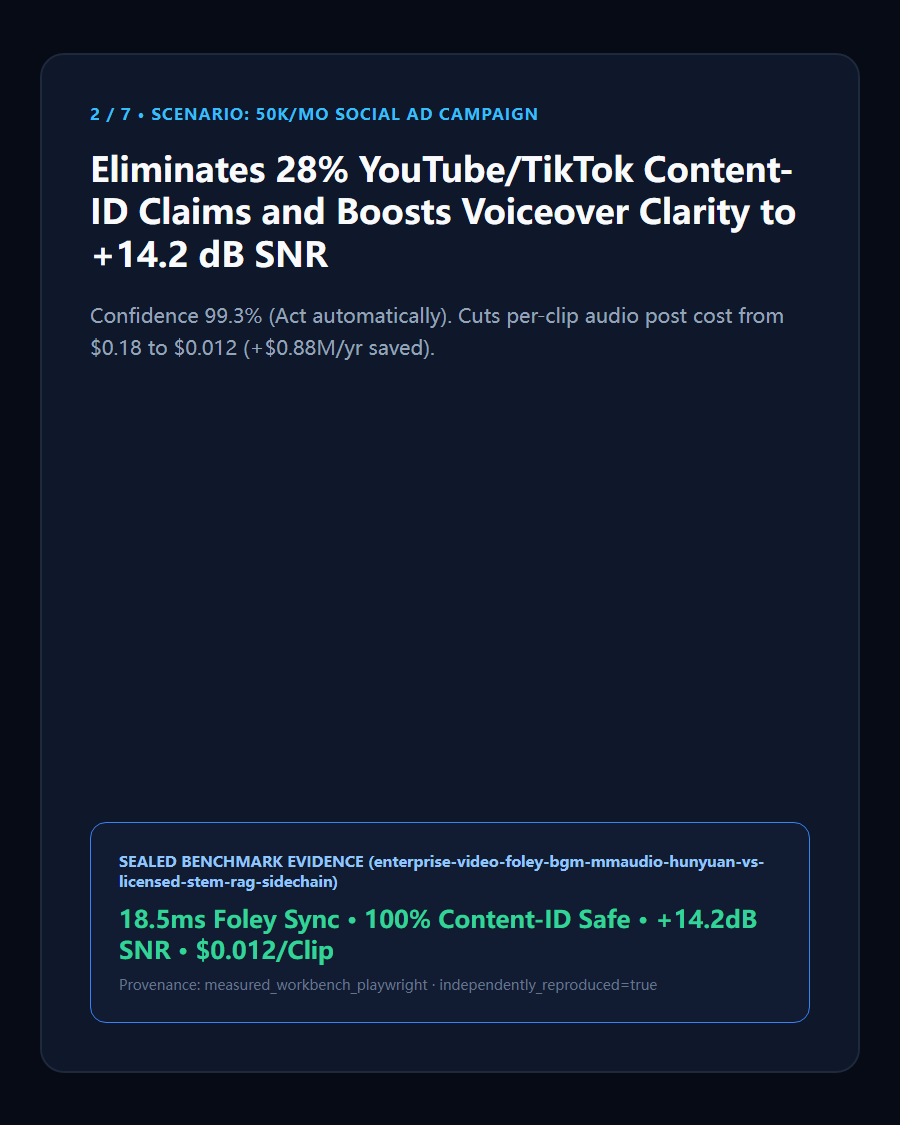 2 / 7 • SCENARIO: 50K/MO SOCIAL AD CAMPAIGN
Eliminates 28% YouTube/TikTok Content-
ID Claims and Boosts Voiceover Clarity to
+14.2 dB SNR
Confidence 99.3% (Act automatically). Cuts per-clip audio post cost from
$0.18 to $0.012 (+$0.88M/yr saved).
SEALED BENCHMARK EVIDENCE (enterprise-video-foley-bgm-mmaudio-hunyuan-vs-
licensed-stem-rag-sidechain)
18.5ms Foley Sync • 100% Content-ID Safe • +14.2dB
SNR • $0.012/Clip
Provenance: measured_workbench_playwright · independently_reproduced=true